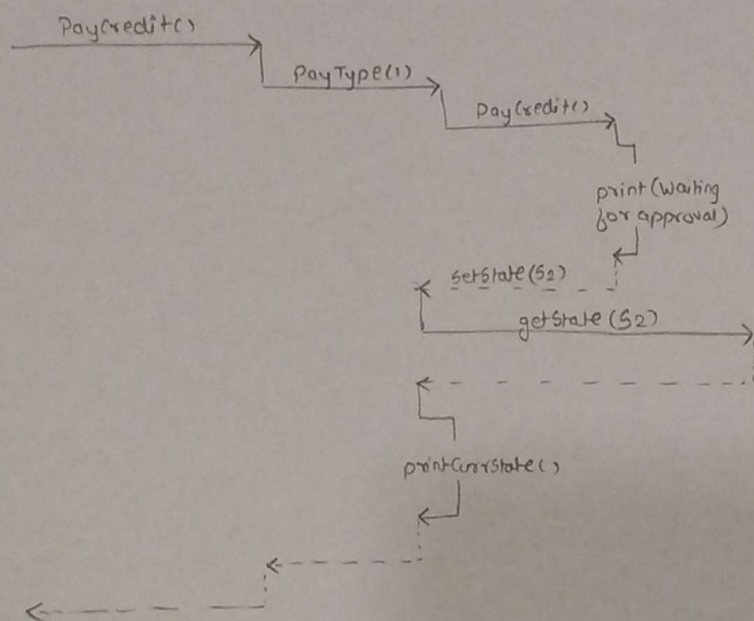 PayCredit()
PayType(1)
PayCredit()
print(waiting
for approval)
setState(S2)
getState(S2)
printCurrState()